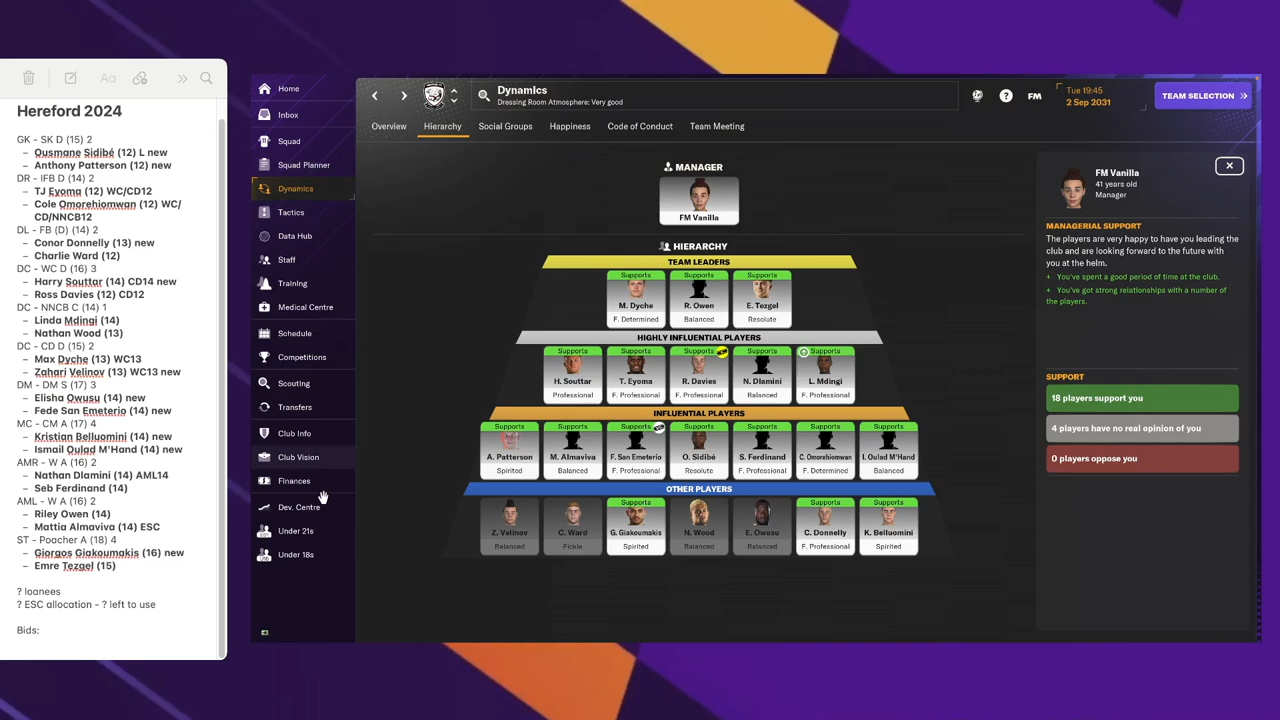 Aa
Hereford 2024
GK - SK D (15) 2
– Ousmane Sidibé (12) L new
– Anthony Patterson (12) new
DR - IFB D (14) 2
– TJ Eyoma (12) WC/CD12
– Cole Omorehiomwan (12) WC/
CD/NNCB12
DL - FB (D) (14) 2
– Conor Donnelly (13) new
– Charlie Ward (12)
DC - WC D (16) 3
– Harry Souttar (14) CD14 new
– Ross Davies (12) CD12
DC - NNCB C (14) 1
– Linda Mdingi (14)
– Nathan Wood (13)
DC - CD D (15) 2
– Max Dyche (13) WC13
– Zahari Velinov (13) WC13 new
DM - DM S (17) 3
– Elisha Owusu (14) new
– Fede San Emeterio (14) new
MC - CM A (17) 4
– Kristian Belluomini (14) new
– Ismail Oulad M'Hand (14) new
AMR - W A (16) 2
– Nathan Dlamini (14) AML14
– Seb Ferdinand (14)
AML - W A (16) 2
– Riley Owen (14)
– Mattia Almaviva (14) ESC
ST - Poacher A (18) 4
– Giorgos Giakoumakis (16) new
– Emre Tezgel (15)
? loanees
? ESC allocation - ? left to use
Bids:
Home
Inbox
Squad
Squad Planner
Dynamics
Tactics
Data Hub
Staff
Training
Medical Centre
Schedule
Competitions
Scouting
Transfers
Club Info
Club Vision
Finances
Dev. Centre
Under 21s
Under 18s
Dynamics
Dressing Room Atmosphere: Very good
FM
Tue 19:45
2 Sep 2031
TEAM SELECTION
Overview Hierarchy Social Groups Happiness Code of Conduct Team Meeting
MANAGER
FM Vanilla
HIERARCHY
TEAM LEADERS
Supports Supports Supports
M. Dyche R. Owen E. Tezgel
F. Determined Balanced Resolute
HIGHLY INFLUENTIAL PLAYERS
Supports Supports Supports Supports Supports
H. Souttar T. Eyoma R. Davies N. Dlamini L. Mdingi
Professional F. Professional F. Professional Balanced F. Professional
INFLUENTIAL PLAYERS
Supports Supports Supports Supports Supports Supports Supports
A. Patterson M. Almaviva F. San Emeterio O. Sidibé S. Ferdinand C. Omorehiomwan I. Oulad M'Hand
Spirited Balanced F. Professional Resolute F. Professional F. Determined Balanced
OTHER PLAYERS
Supports Supports Supports
Z. Velinov C. Ward G. Giakoumakis N. Wood E. Owusu C. Donnelly K. Belluomini
Balanced Fickle Spirited Balanced Balanced F. Professional Spirited
FM Vanilla
41 years old
Manager
MANAGERIAL SUPPORT
The players are very happy to have you leading the
club and are looking forward to the future with
you at the helm.
+ You've spent a good period of time at the club.
+ You've got strong relationships with a number of
the players.
SUPPORT
18 players support you
4 players have no real opinion of you
0 players oppose you